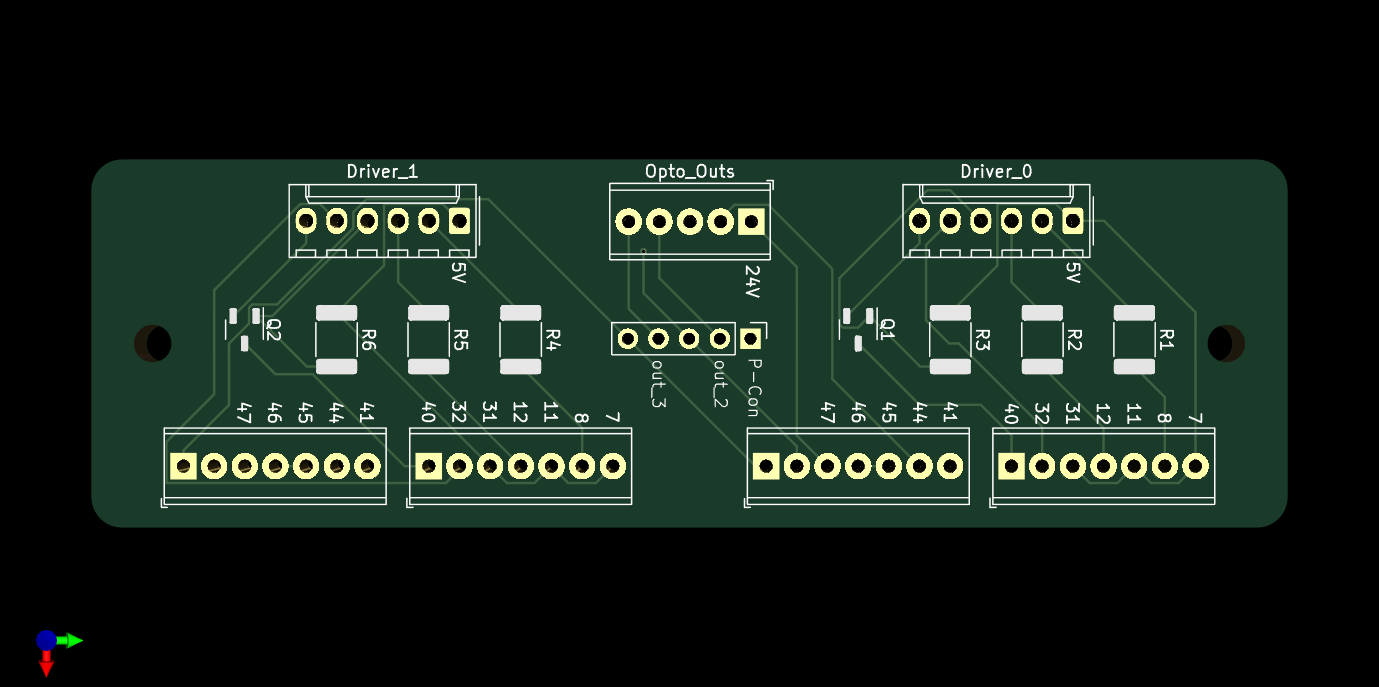 Driver_1
Opto_Outs
Driver_0
5V
24V
5V
Q2
R6
R5
R4
Q1
R3
R2
R1
out_3
out_2
P-Con
47 46 45 44 41
40 32 31 12 11 8 7
47 46 45 44 41
40 32 31 12 11 8 7